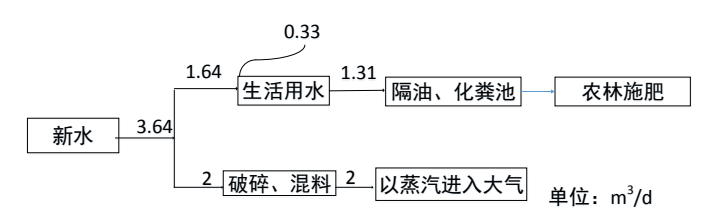 0.33
1.64
生活用水
1.31
隔油、化粪池
农林施肥
新水
3.64
2
破碎、混料
2
以蒸汽进入大气
单位：m³/d